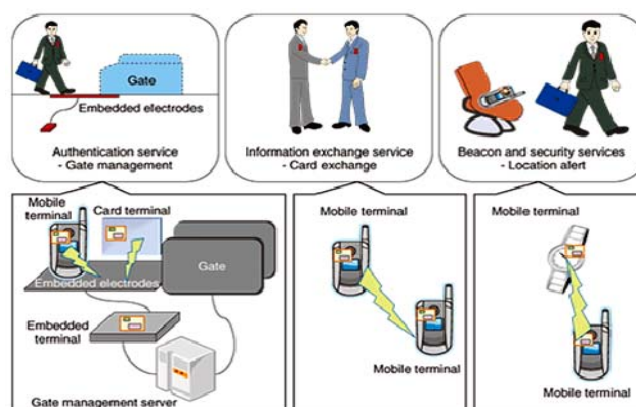 Gate
Embedded electrodes
Authentication service
- Gate management
Information exchange service
- Card exchange
Beacon and security services
- Location alert
Mobile
terminal
Card terminal
Gate
Embedded electrodes
Embedded
terminal
Gate management server
Mobile terminal
Mobile terminal
Mobile terminal
Mobile terminal